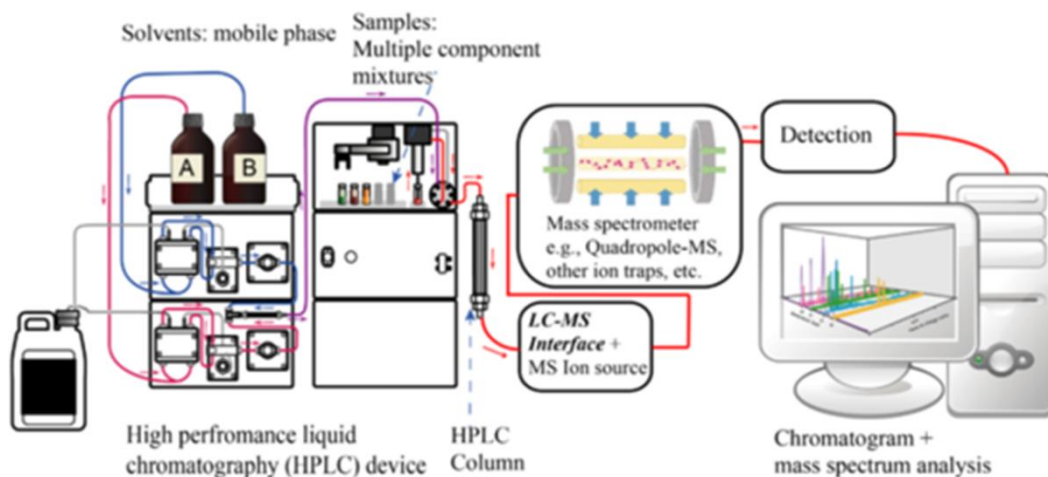 Solvents: mobile phase
Samples:
Multiple component
mixtures
A
B
Mass spectrometer
e.g., Quadropole-MS,
other ion traps, etc.
Detection
LC-MS
Interface +
MS Ion source
High perfromance liquid
chromatography (HPLC) device
HPLC
Column
Chromatogram +
mass spectrum analysis